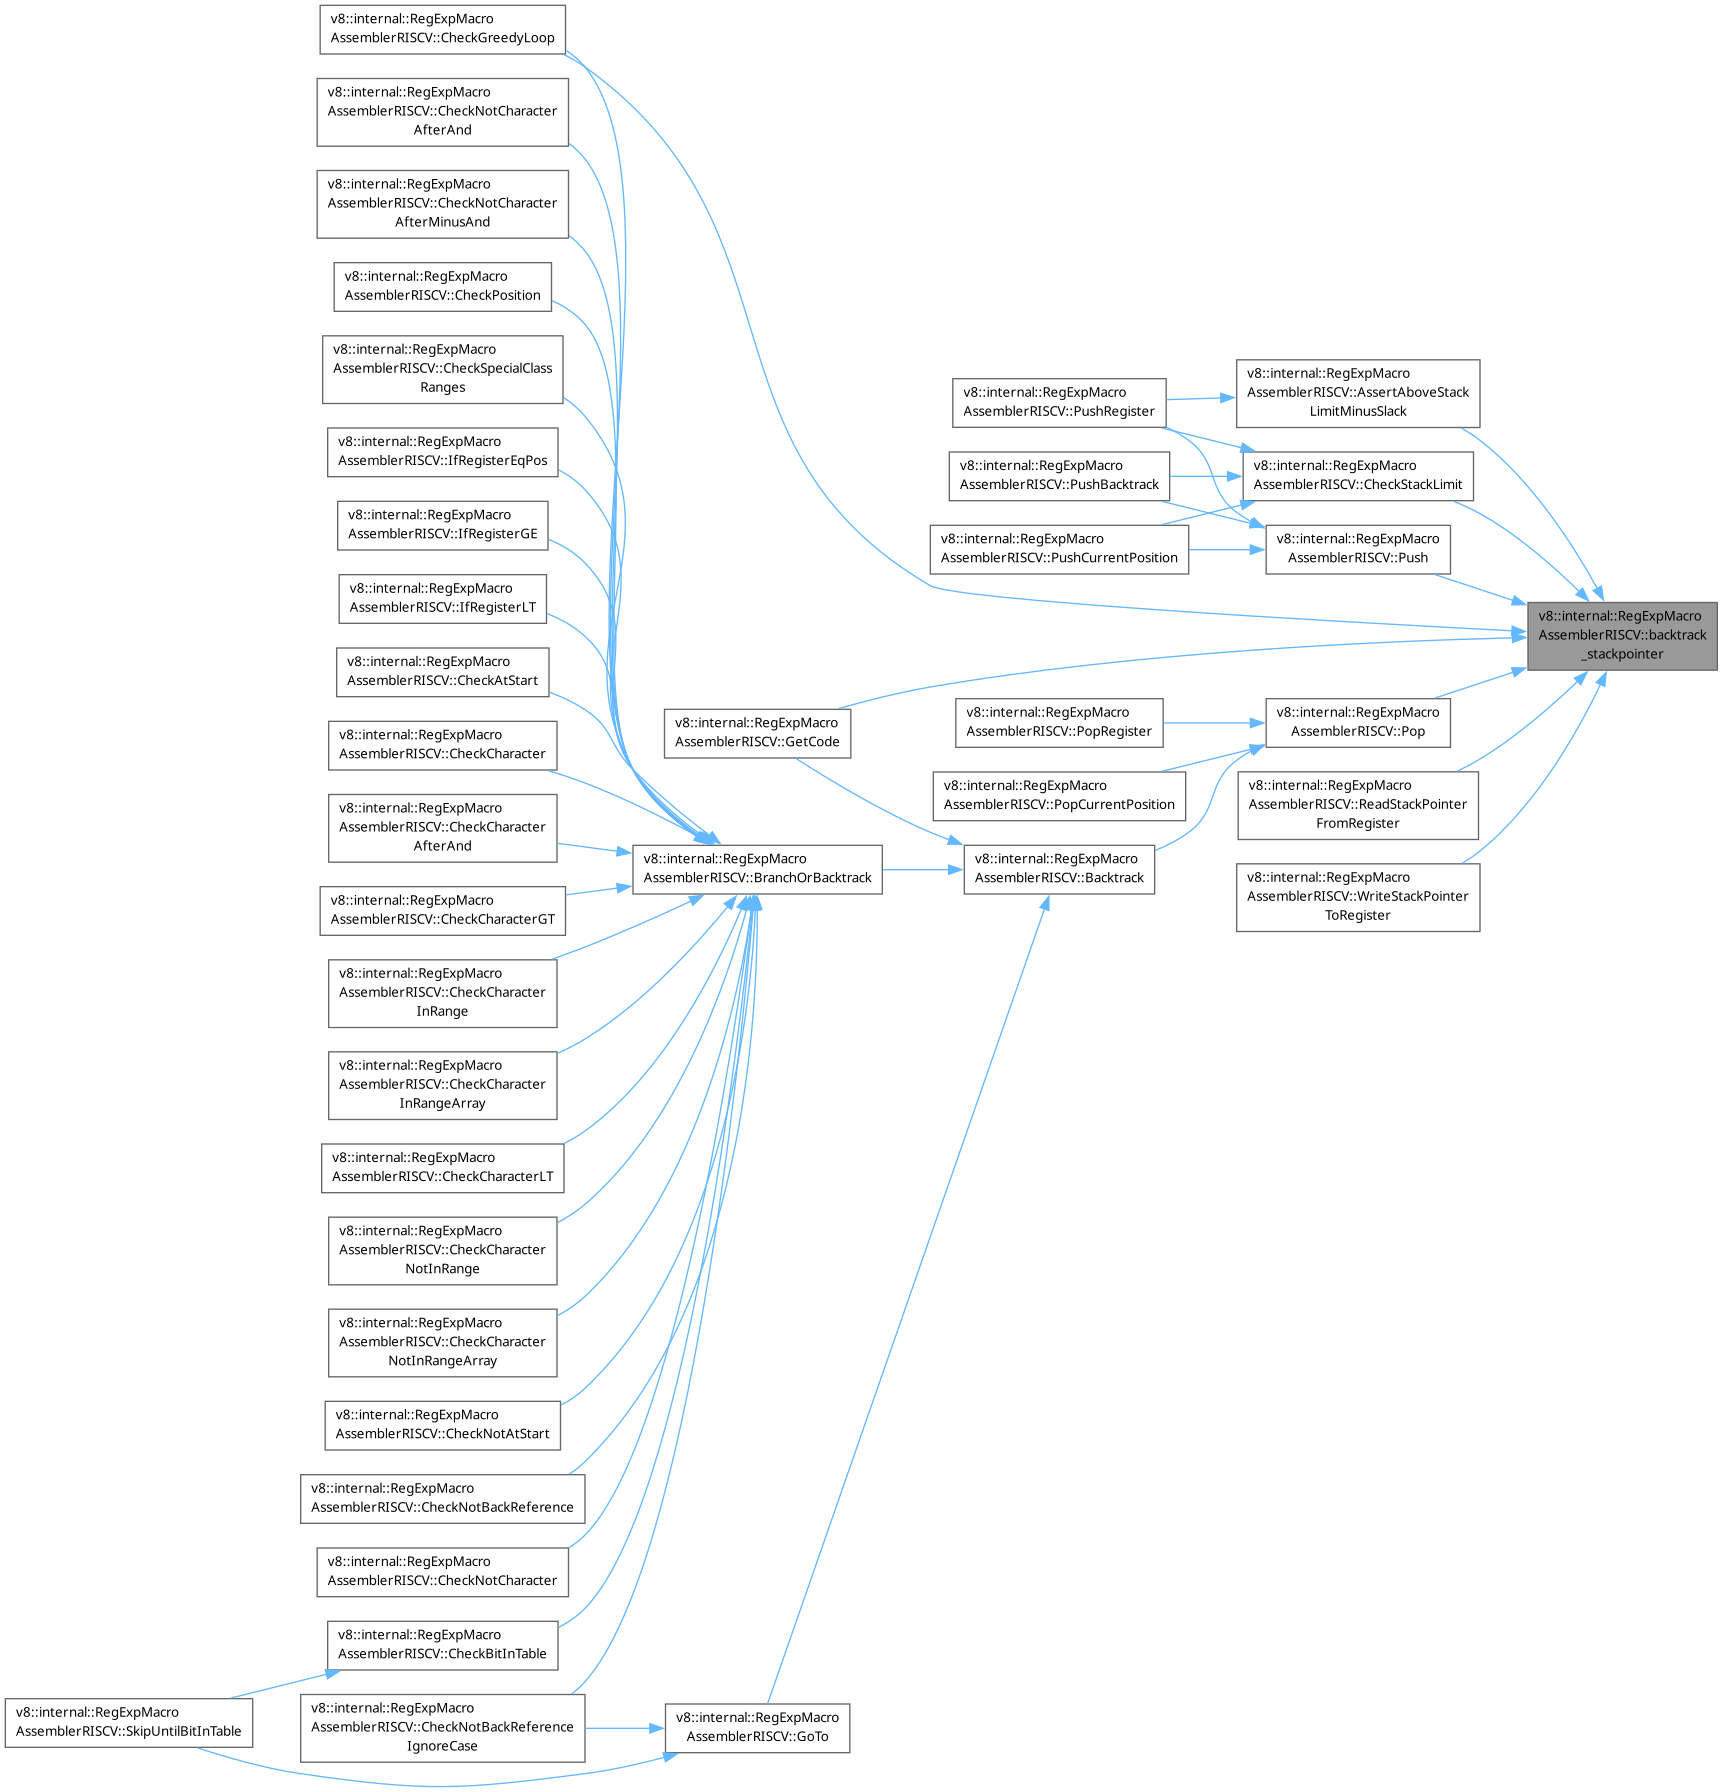 v8::internal::RegExpMacro
AssemblerRISCV::CheckGreedyLoop
v8::internal::RegExpMacro
AssemblerRISCV::CheckNotCharacter
AfterAnd
v8::internal::RegExpMacro
AssemblerRISCV::CheckNotCharacter
AfterMinusAnd
v8::internal::RegExpMacro
AssemblerRISCV::CheckPosition
v8::internal::RegExpMacro
AssemblerRISCV::CheckSpecialClass
Ranges
v8::internal::RegExpMacro
AssemblerRISCV::IfRegisterEqPos
v8::internal::RegExpMacro
AssemblerRISCV::IfRegisterGE
v8::internal::RegExpMacro
AssemblerRISCV::IfRegisterLT
v8::internal::RegExpMacro
AssemblerRISCV::CheckAtStart
v8::internal::RegExpMacro
AssemblerRISCV::CheckCharacter
v8::internal::RegExpMacro
AssemblerRISCV::CheckCharacter
AfterAnd
v8::internal::RegExpMacro
AssemblerRISCV::CheckCharacterGT
v8::internal::RegExpMacro
AssemblerRISCV::CheckCharacter
InRange
v8::internal::RegExpMacro
AssemblerRISCV::CheckCharacter
InRangeArray
v8::internal::RegExpMacro
AssemblerRISCV::CheckCharacterLT
v8::internal::RegExpMacro
AssemblerRISCV::CheckCharacter
NotInRange
v8::internal::RegExpMacro
AssemblerRISCV::CheckCharacter
NotInRangeArray
v8::internal::RegExpMacro
AssemblerRISCV::CheckNotAtStart
v8::internal::RegExpMacro
AssemblerRISCV::CheckNotBackReference
v8::internal::RegExpMacro
AssemblerRISCV::CheckNotCharacter
v8::internal::RegExpMacro
AssemblerRISCV::CheckBitInTable
v8::internal::RegExpMacro
AssemblerRISCV::SkipUntilBitInTable
v8::internal::RegExpMacro
AssemblerRISCV::CheckNotBackReference
IgnoreCase
v8::internal::RegExpMacro
AssemblerRISCV::GoTo
v8::internal::RegExpMacro
AssemblerRISCV::GetCode
v8::internal::RegExpMacro
AssemblerRISCV::BranchOrBacktrack
v8::internal::RegExpMacro
AssemblerRISCV::PushRegister
v8::internal::RegExpMacro
AssemblerRISCV::PushBacktrack
v8::internal::RegExpMacro
AssemblerRISCV::PushCurrentPosition
v8::internal::RegExpMacro
AssemblerRISCV::PopRegister
v8::internal::RegExpMacro
AssemblerRISCV::PopCurrentPosition
v8::internal::RegExpMacro
AssemblerRISCV::Backtrack
v8::internal::RegExpMacro
AssemblerRISCV::AssertAboveStack
LimitMinusSlack
v8::internal::RegExpMacro
AssemblerRISCV::CheckStackLimit
v8::internal::RegExpMacro
AssemblerRISCV::Push
v8::internal::RegExpMacro
AssemblerRISCV::Pop
v8::internal::RegExpMacro
AssemblerRISCV::ReadStackPointer
FromRegister
v8::internal::RegExpMacro
AssemblerRISCV::WriteStackPointer
ToRegister
v8::internal::RegExpMacro
AssemblerRISCV::backtrack
_stackpointer